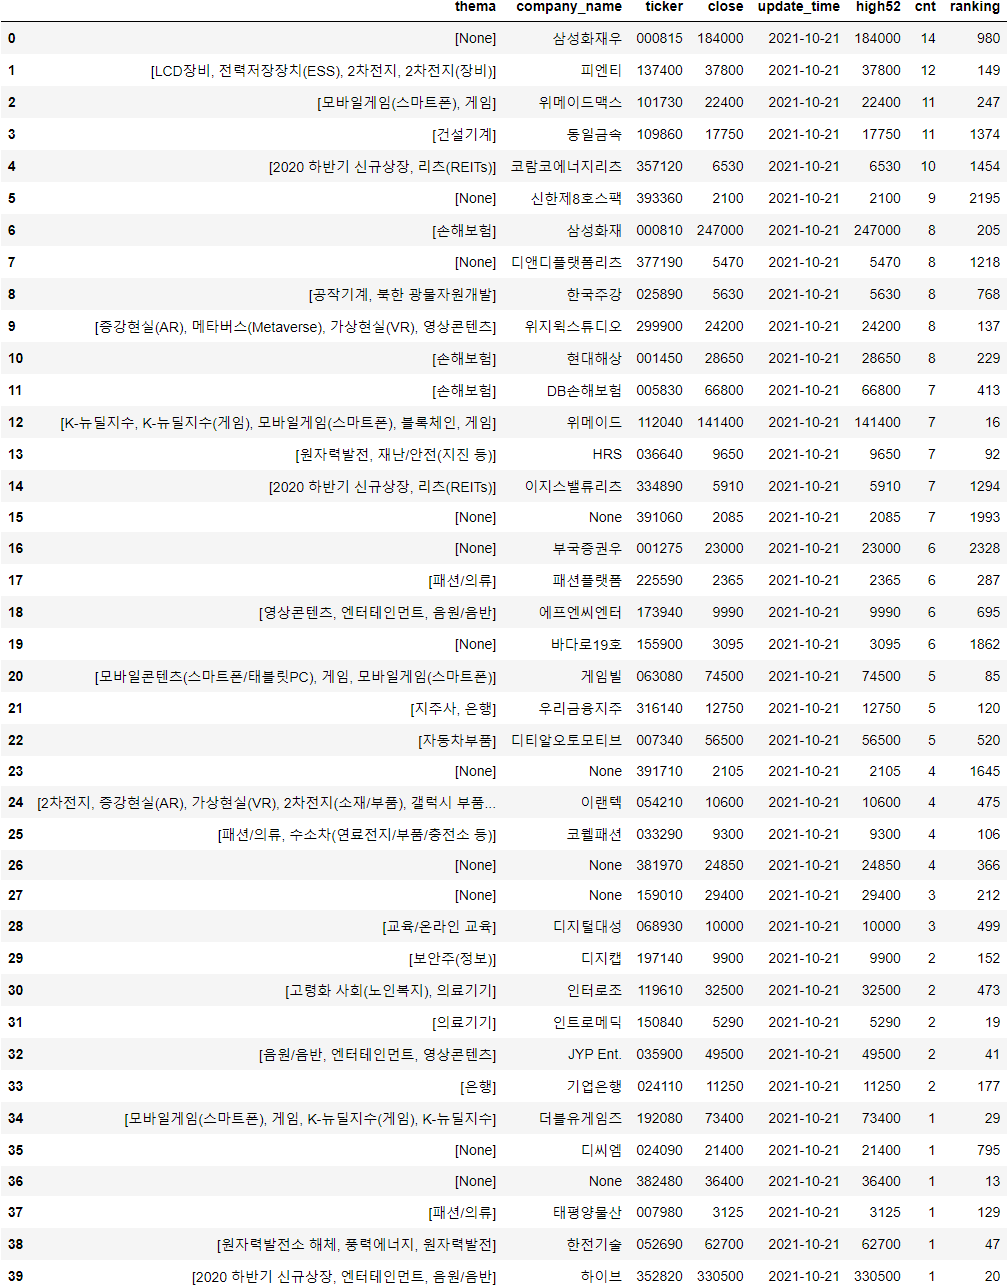 thema company_name ticker close update_time high52 cnt ranking
0 [None] 삼성화재우 000815 184000 2021-10-21 184000 14 980
1 [LCD장비, 전력저장장치(ESS), 2차전지, 2차전지(장비)] 피엔티 137400 37800 2021-10-21 37800 12 149
2 [모바일게임(스마트폰), 게임] 위메이드맥스 101730 22400 2021-10-21 22400 11 247
3 [건설기계] 동일금속 109860 17750 2021-10-21 17750 11 1374
4 [2020 하반기 신규상장, 리츠(REITs)] 코람코에너지리츠 357120 6530 2021-10-21 6530 10 1454
5 [None] 신한제8호스팩 393360 2100 2021-10-21 2100 9 2195
6 [손해보험] 삼성화재 000810 247000 2021-10-21 247000 8 205
7 [None] 디앤디플랫폼리츠 377190 5470 2021-10-21 5470 8 1218
8 [공작기계, 북한 광물자원개발] 한국주강 025890 5630 2021-10-21 5630 8 768
9 [증강현실(AR), 메타버스(Metaverse), 가상현실(VR), 영상콘텐츠] 위지윅스튜디오 299900 24200 2021-10-21 24200 8 137
10 [손해보험] 현대해상 001450 28650 2021-10-21 28650 8 229
11 [손해보험] DB손해보험 005830 66800 2021-10-21 66800 7 413
12 [K-뉴딜지수, K-뉴딜지수(게임), 모바일게임(스마트폰), 블록체인, 게임] 위메이드 112040 141400 2021-10-21 141400 7 16
13 [원자력발전, 재난/안전(지진 등)] HRS 036640 9650 2021-10-21 9650 7 92
14 [2020 하반기 신규상장, 리츠(REITs)] 이지스밸류리츠 334890 5910 2021-10-21 5910 7 1294
15 [None] None 391060 2085 2021-10-21 2085 7 1993
16 [None] 부국증권우 001275 23000 2021-10-21 23000 6 2328
17 [패션/의류] 패션플랫폼 225590 2365 2021-10-21 2365 6 287
18 [영상콘텐츠, 엔터테인먼트, 음원/음반] 에프엔씨엔터 173940 9990 2021-10-21 9990 6 695
19 [None] 바다로19호 155900 3095 2021-10-21 3095 6 1862
20 [모바일콘텐츠(스마트폰/태블릿PC), 게임, 모바일게임(스마트폰)] 게임빌 063080 74500 2021-10-21 74500 5 85
21 [지주사, 은행] 우리금융지주 316140 12750 2021-10-21 12750 5 120
22 [자동차부품] 디티알오토모티브 007340 56500 2021-10-21 56500 5 520
23 [None] None 391710 2105 2021-10-21 2105 4 1645
24 [2차전지, 증강현실(AR), 가상현실(VR), 2차전지(소재/부품), 갤럭시 부품... 이랜텍 054210 10600 2021-10-21 10600 4 475
25 [패션/의류, 수소차(연료전지/부품/충전소 등)] 코웰패션 033290 9300 2021-10-21 9300 4 106
26 [None] None 381970 24850 2021-10-21 24850 4 366
27 [None] None 159010 29400 2021-10-21 29400 3 212
28 [교육/온라인 교육] 디지털대성 068930 10000 2021-10-21 10000 3 499
29 [보안주(정보)] 디지캡 197140 9900 2021-10-21 9900 2 152
30 [고령화 사회(노인복지), 의료기기] 인터로조 119610 32500 2021-10-21 32500 2 473
31 [의료기기] 인트로메딕 150840 5290 2021-10-21 5290 2 19
32 [음원/음반, 엔터테인먼트, 영상콘텐츠] JYP Ent. 035900 49500 2021-10-21 49500 2 41
33 [은행] 기업은행 024110 11250 2021-10-21 11250 2 177
34 [모바일게임(스마트폰), 게임, K-뉴딜지수(게임), K-뉴딜지수] 더블유게임즈 192080 73400 2021-10-21 73400 1 29
35 [None] 디씨엠 024090 21400 2021-10-21 21400 1 795
36 [None] None 382480 36400 2021-10-21 36400 1 13
37 [패션/의류] 태평양물산 007980 3125 2021-10-21 3125 1 129
38 [원자력발전소 해체, 풍력에너지, 원자력발전] 한전기술 052690 62700 2021-10-21 62700 1 47
39 [2020 하반기 신규상장, 엔터테인먼트, 음원/음반] 하이브 352820 330500 2021-10-21 330500 1 20